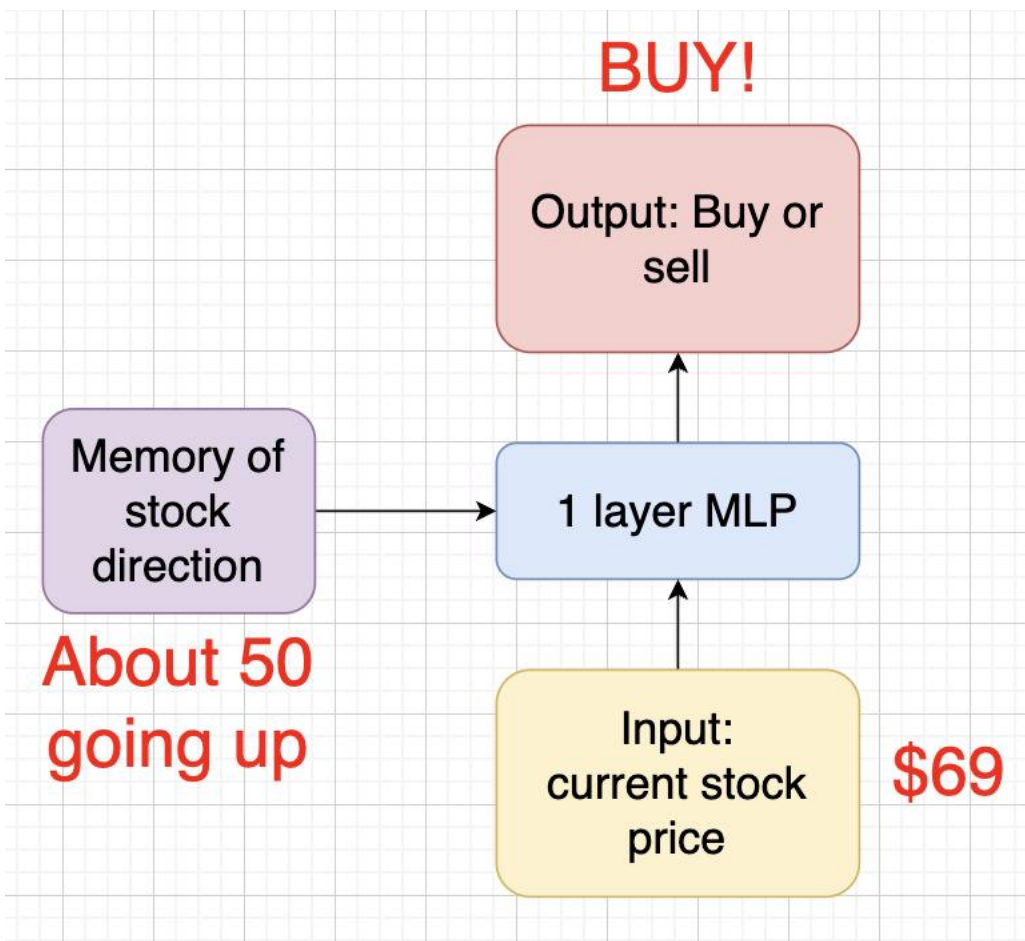 BUY!
Output: Buy or
sell
Memory of
stock
direction
1 layer MLP
About 50
going up
Input:
current stock
price
$69